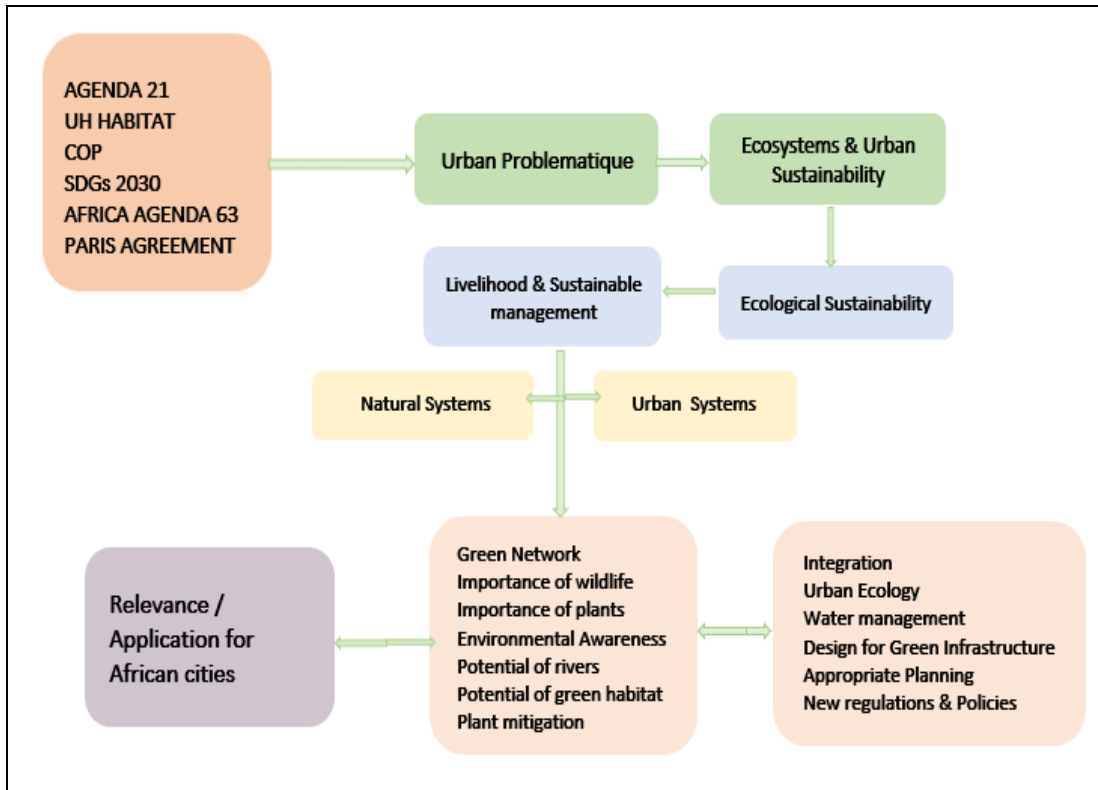 AGENDA 21
UH HABITAT
COP
SDGs 2030
AFRICA AGENDA 63
PARIS AGREEMENT
Urban Problematique
Ecosystems & Urban
Sustainability
Livelihood & Sustainable
management
Ecological Sustainability
Natural Systems
Urban Systems
Relevance /
Application for
African cities
Green Network
Importance of wildlife
Importance of plants
Environmental Awareness
Potential of rivers
Potential of green habitat
Plant mitigation
Integration
Urban Ecology
Water management
Design for Green Infrastructure
Appropriate Planning
New regulations & Policies